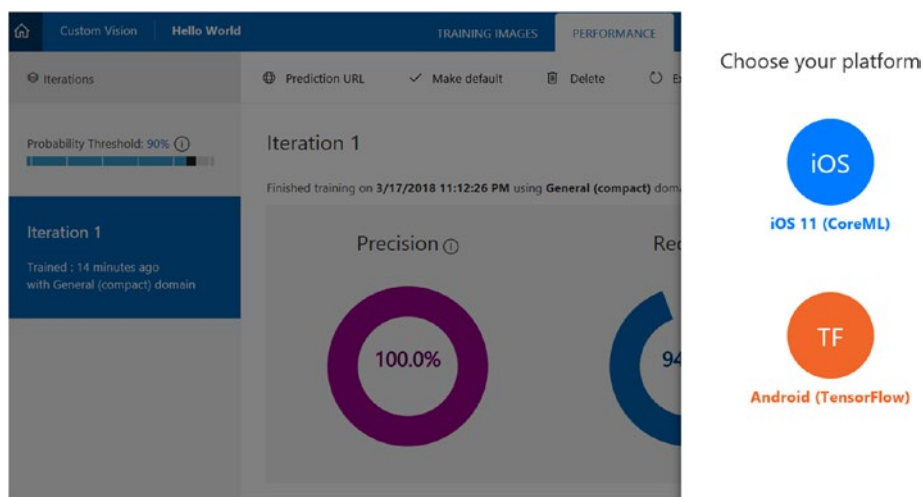 Custom Vision Hello World TRAINING IMAGES PERFORMANCE
Iterations
Prediction URL Make default Delete
Choose your platform
Probability Threshold: 90%
Iteration 1
Finished training on 3/17/2018 11:12:26 PM using General (compact)
iOS
iOS 11 (CoreML)
Iteration 1
Trained : 14 minutes ago
with General (compact) domain
Precision
100.0%
94
TF
Android (TensorFlow)